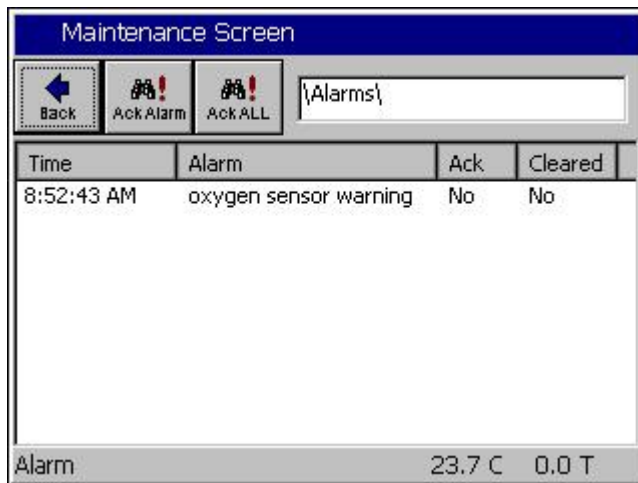 Maintenance Screen
Back
Ack Alarm
Ack ALL
\Alarms\
Time Alarm Ack Cleared
8:52:43 AM oxygen sensor warning No No
Alarm 23.7 C 0.0 T